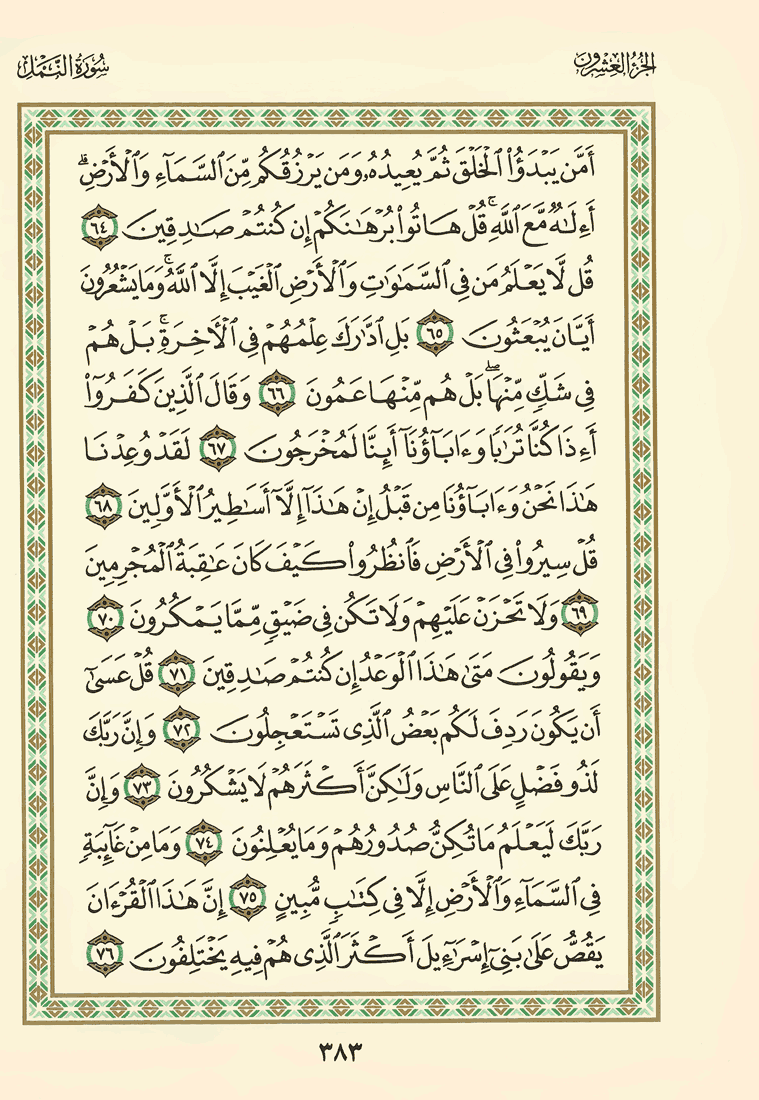 الجزء العشرون
سورة النمل
أَمَّن يَبْدَؤُا۟ ٱلْخَلْقَ ثُمَّ يُعِيدُهُۥ وَمَن يَرْزُقُكُم مِّنَ ٱلسَّمَآءِ وَٱلْأَرْضِ ۗ
أَءِلَٰهٌ مَّعَ ٱللَّهِ ۚ قُلْ هَاتُوا۟ بُرْهَٰنَكُمْ إِن كُنتُمْ صَٰدِقِينَ ٦٤
قُل لَّا يَعْلَمُ مَن فِى ٱلسَّمَٰوَٰتِ وَٱلْأَرْضِ ٱلْغَيْبَ إِلَّا ٱللَّهُ ۚ وَمَا يَشْعُرُونَ
أَيَّانَ يُبْعَثُونَ ٦٥ بَلِ ٱدَّٰرَكَ عِلْمُهُمْ فِى ٱلْأَخِرَةِ ۚ بَلْ هُمْ
فِى شَكٍّ مِّنْهَا ۖ بَلْ هُم مِّنْهَا عَمُونَ ٦٦ وَقَالَ ٱلَّذِينَ كَفَرُوٓا۟
أَءِذَا كُنَّا تُرَٰبًا وَءَابَآؤُنَآ أَئِنَّا لَمُخْرَجُونَ ٦٧ لَقَدْ وُعِدْنَا
هَٰذَا نَحْنُ وَءَابَآؤُنَا مِن قَبْلُ إِنْ هَٰذَآ إِلَّآ أَسَٰطِيرُ ٱلْأَوَّلِينَ ٦٨
قُلْ سِيرُوا۟ فِى ٱلْأَرْضِ فَٱنظُرُوا۟ كَيْفَ كَانَ عَٰقِبَةُ ٱلْمُجْرِمِينَ
٦٩ وَلَا تَحْزَنْ عَلَيْهِمْ وَلَا تَكُن فِى ضَيْقٍ مِّمَّا يَمْكُرُونَ ٧٠
وَيَقُولُونَ مَتَىٰ هَٰذَا ٱلْوَعْدُ إِن كُنتُمْ صَٰدِقِينَ ٧١ قُلْ عَسَىٰٓ
أَن يَكُونَ رَدِفَ لَكُم بَعْضُ ٱلَّذِى تَسْتَعْجِلُونَ ٧٢ وَإِنَّ رَبَّكَ
لَذُو فَضْلٍ عَلَى ٱلنَّاسِ وَلَٰكِنَّ أَكْثَرَهُمْ لَا يَشْكُرُونَ ٧٣ وَإِنَّ
رَبَّكَ لَيَعْلَمُ مَا تُكِنُّ صُدُورُهُمْ وَمَا يُعْلِنُونَ ٧٤ وَمَا مِنْ غَآئِبَةٍ
فِى ٱلسَّمَآءِ وَٱلْأَرْضِ إِلَّا فِى كِتَٰبٍ مُّبِينٍ ٧٥ إِنَّ هَٰذَا ٱلْقُرْءَانَ
يَقُصُّ عَلَىٰ بَنِىٓ إِسْرَٰٓءِيلَ أَكْثَرَ ٱلَّذِى هُمْ فِيهِ يَخْتَلِفُونَ ٧٦
٣٨٣